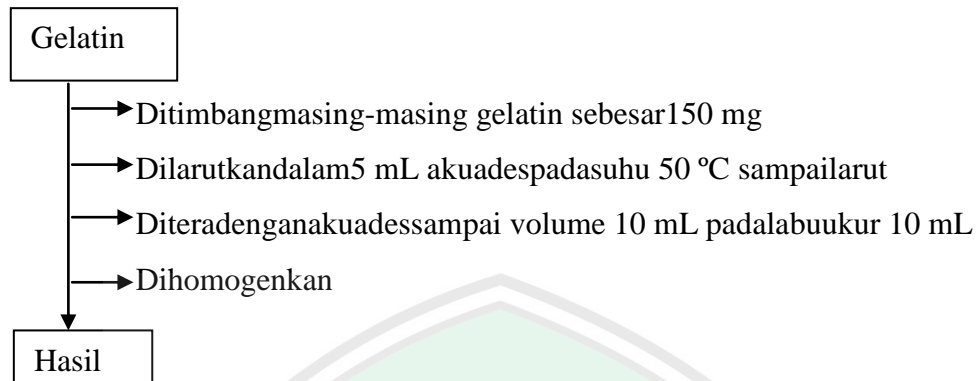 Gelatin
Ditimbangmasing-masing gelatin sebesar150 mg
Dilarutkandalam5 mL akuadespadasuhu 50 ºC sampailarut
Diteradenganakuadessampai volume 10 mL padalabuukur 10 mL
Dihomogenkan
Hasil